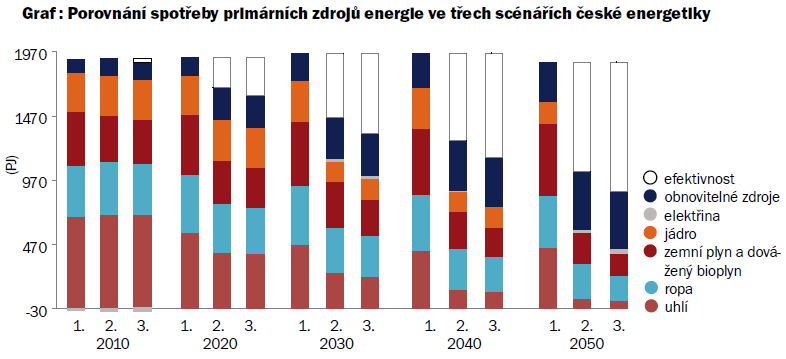 Graf : Porovnání spotřeby primárních zdrojů energie ve třech scénářích české energetiky
1970
1470
970
470
-30
(PJ)
efektivnost
obnovitelné zdroje
elektřina
jádro
zemní plyn a dová-
žený bioplyn
ropa
uhlí
1. 2. 3. 1. 2. 3. 1. 2. 3. 1. 2. 3. 1. 2. 3.
2010 2020 2030 2040 2050